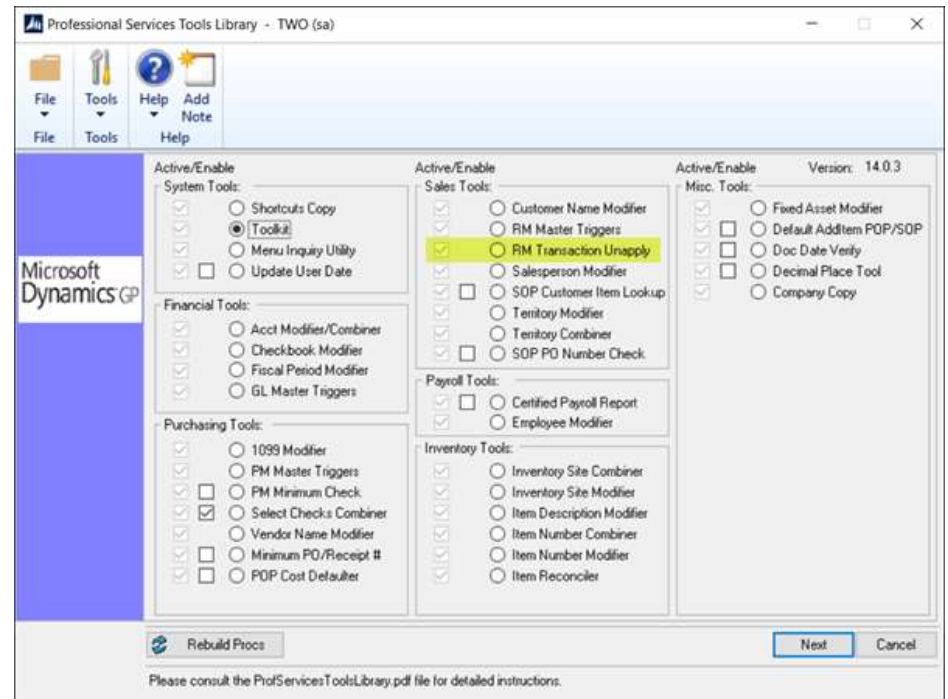 Professional Services Tools Library - TWO (sa)
File
Tools
Help
Add
Note
File
Tools
Help
Microsoft
Dynamics GP
Active/Enable
System Tools:
Shortcuts Copy
Toolkit
Menu Inquiry Utility
Update User Date
Financial Tools:
Acct Modifier/Combiner
Checkbook Modifier
Fiscal Period Modifier
GL Master Triggers
Purchasing Tools:
1099 Modifier
PM Master Triggers
PM Minimum Check
Select Checks Combiner
Vendor Name Modifier
Minimum PO/Receipt #
POP Cost Defaulter
Active/Enable
Sales Tools:
Customer Name Modifier
RM Master Triggers
RM Transaction Unapply
Salesperson Modifier
SOP Customer Item Lookup
Territory Modifier
Territory Combiner
SOP PO Number Check
Payroll Tools:
Certified Payroll Report
Employee Modifier
Inventory Tools:
Inventory Site Combiner
Inventory Site Modifier
Item Description Modifier
Item Number Combiner
Item Number Modifier
Item Reconciler
Active/Enable
Version: 14.0.3
Misc. Tools:
Fixed Asset Modifier
Default AddItem POP/SOP
Doc Date Verify
Decimal Place Tool
Company Copy
Rebuild Procs
Next
Cancel
Please consult the ProfServicesToolsLibrary.pdf file for detailed instructions.